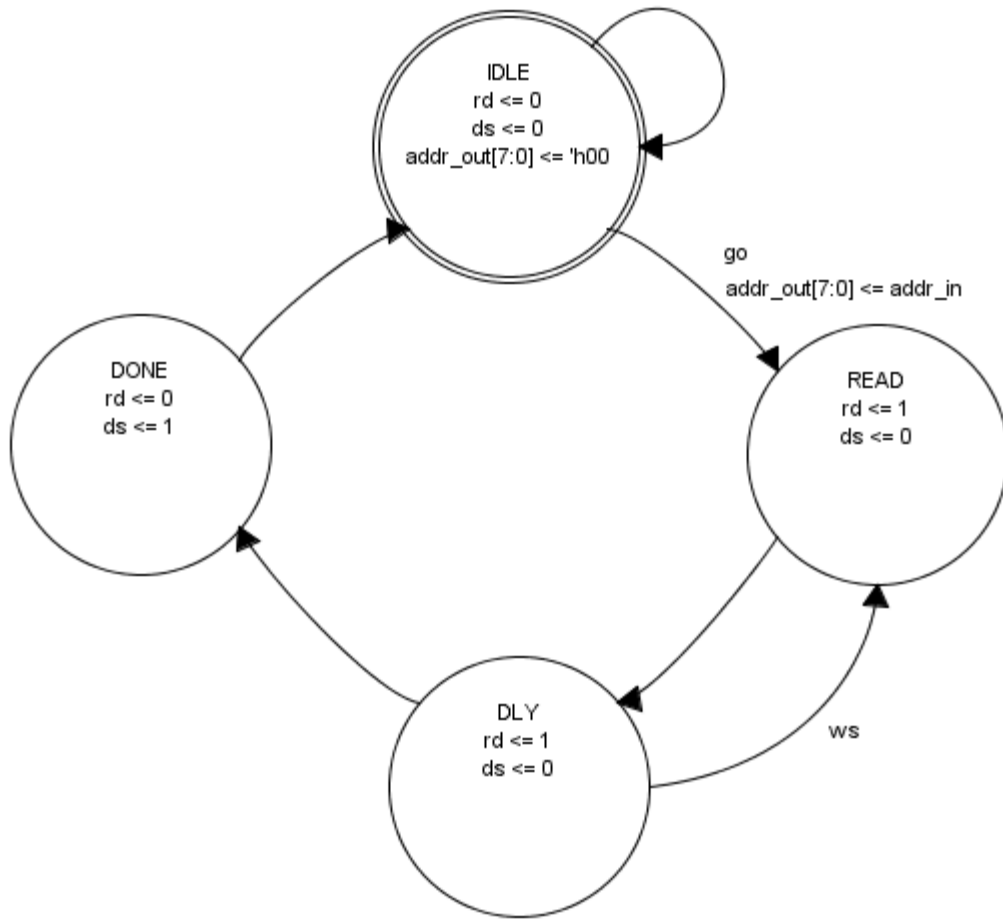 IDLE
rd <= 0
ds <= 0
addr_out[7:0] <= 'h00
go
addr_out[7:0] <= addr_in
DONE
rd <= 0
ds <= 1
READ
rd <= 1
ds <= 0
DLY
rd <= 1
ds <= 0
ws